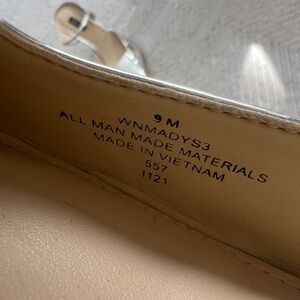 9 M
WNMADYS3
ALL MAN MADE MATERIALS
MADE IN VIETNAM
557
1121